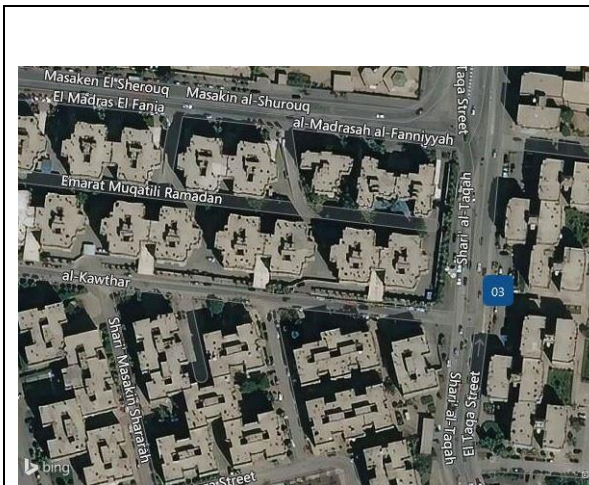 Masaken El Sherouq
El Madras El Fania
Masakin al-Shurouq
al-Madrasah al-Fanniyyah
Taqa Street
Emarat Muqatili Ramadan
Shari' al-Taqah
al-Kawthar
03
Shari' Masakin Shararah
Shari' al-Taqah
El Taqa Street
Street
bing